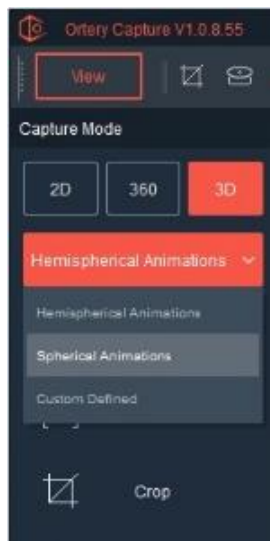 Ortery Capture V1.0.8.55
View
Capture Mode
2D 360 3D
Hemispherical Animations
Hemispherical Animations
Spherical Animations
Custom Defined
Crop